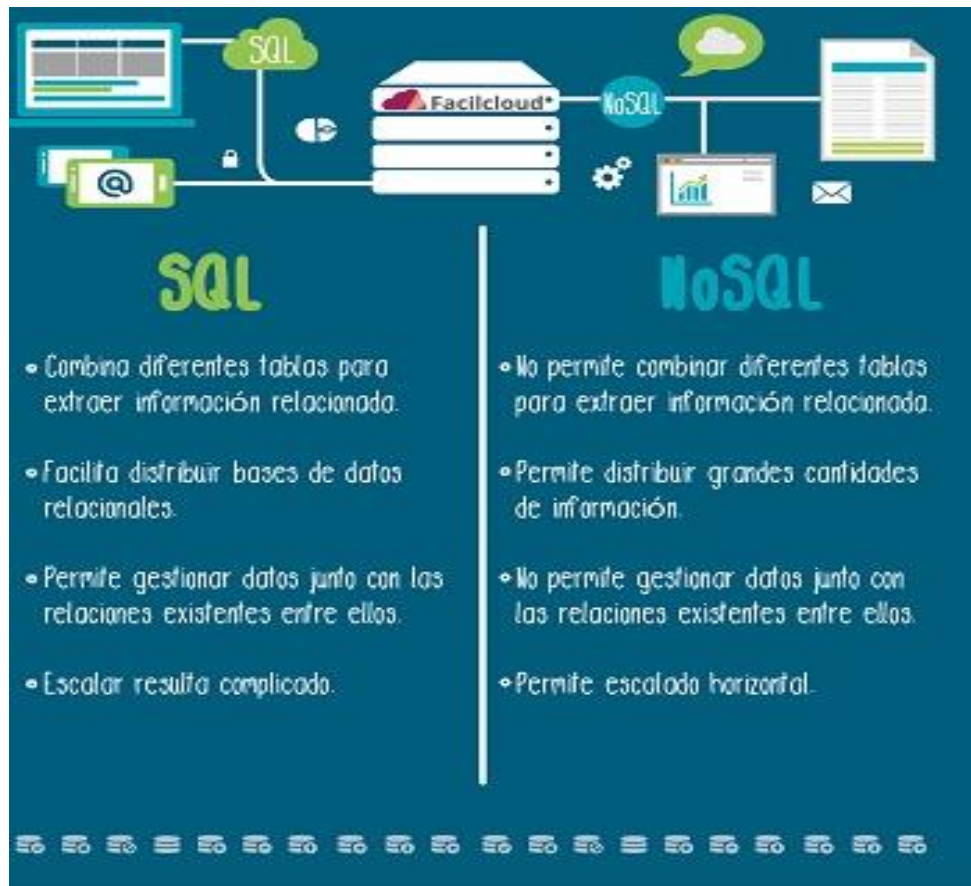 SQL
Facilcloud
NoSQL
@
SQL
Combina diferentes tablas para
extraer información relacionada.
Facilita distribuir bases de datos
relacionales.
Permite gestionar datos junto con las
relaciones existentes entre ellos.
Escalar resulta complicado.
NoSQL
No permite combinar diferentes tablas
para extraer información relacionada.
Permite distribuir grandes cantidades
de información.
No permite gestionar datos junto con
las relaciones existentes entre ellos.
Permite escalado horizontal.